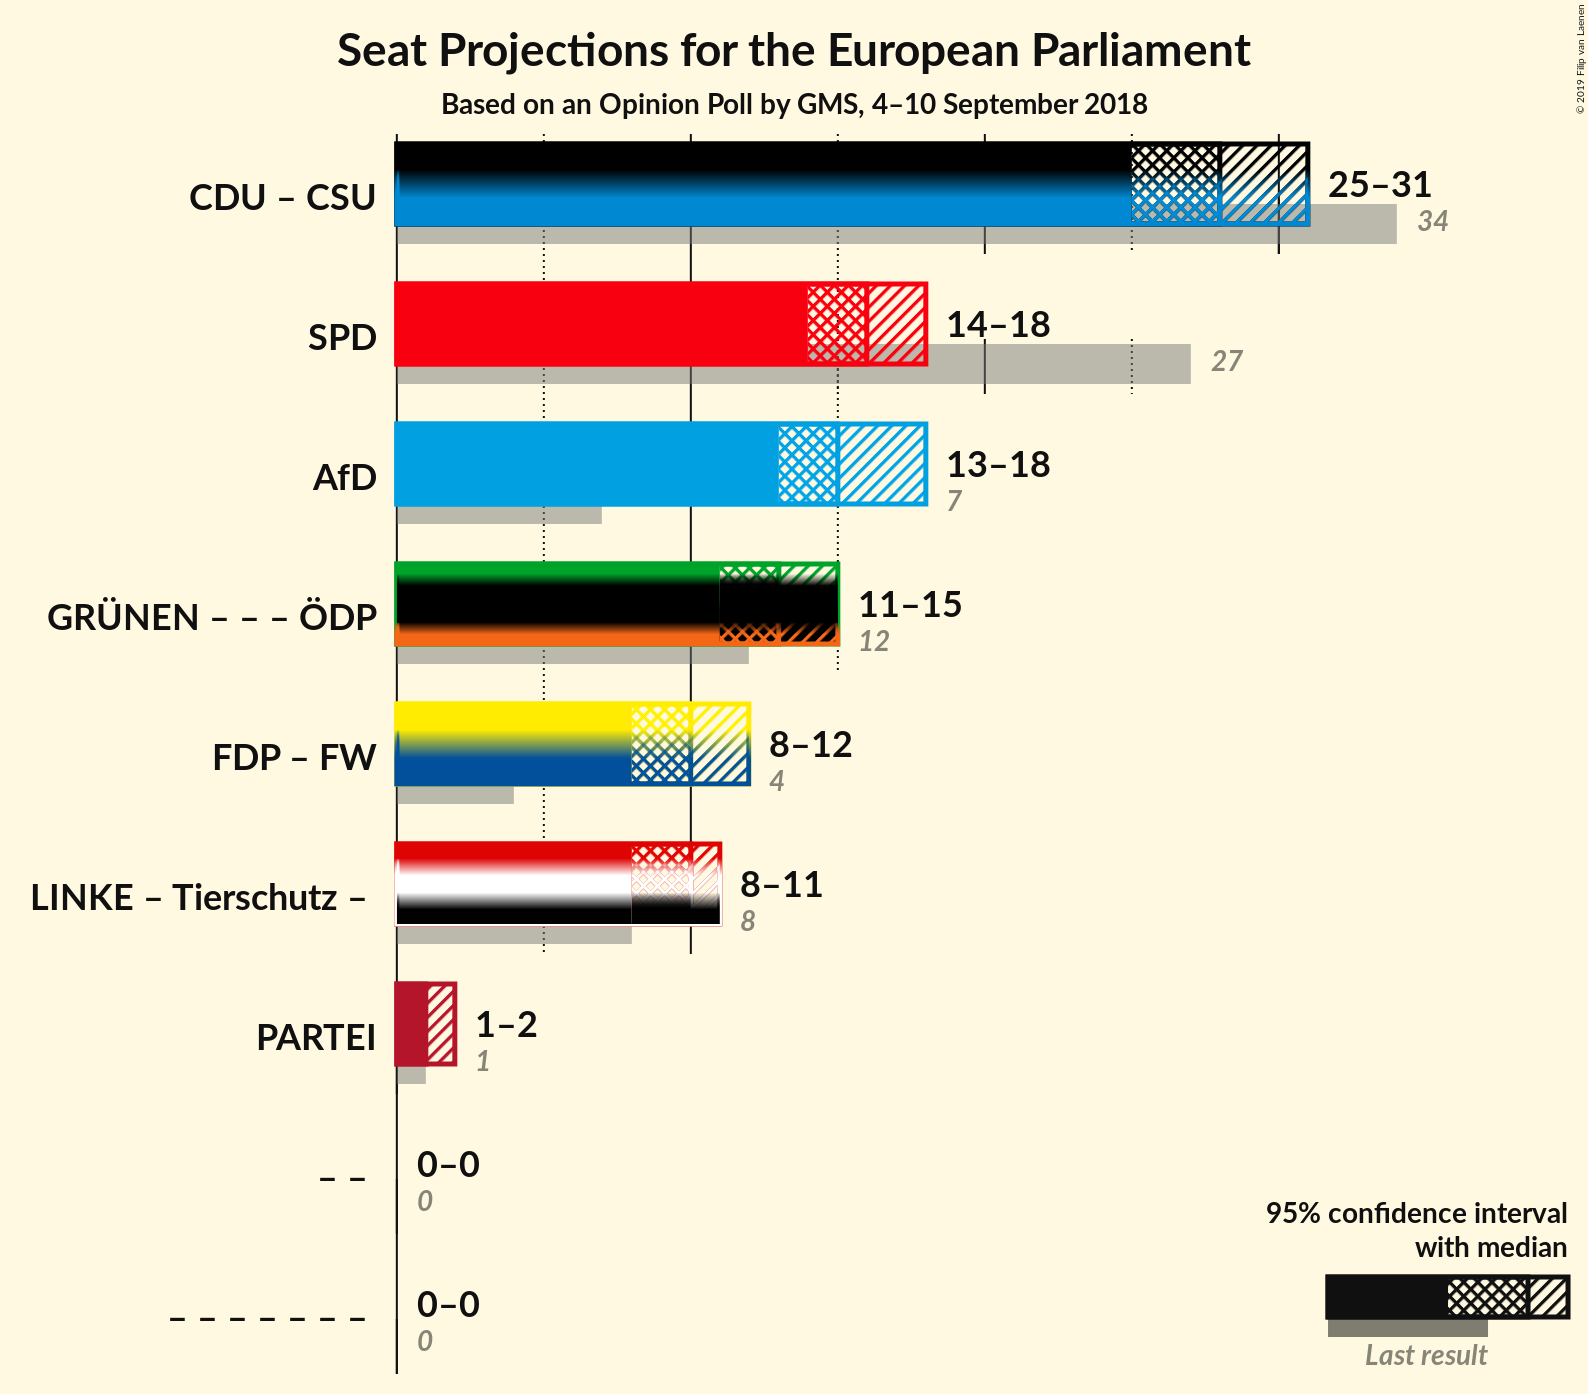 Seat Projections for the European Parliament
Based on an Opinion Poll by GMS, 4–10 September 2018
© 2019 Filip van Laenen
CDU – CSU
25–31
34
SPD
14–18
27
AfD
13–18
7
GRÜNEN – – – ÖDP
11–15
12
FDP – FW
8–12
4
LINKE – Tierschutz –
8–11
8
PARTEI
1–2
1
– –
0–0
0
– – – – – – –
0–0
0
95% confidence interval
with median
Last result